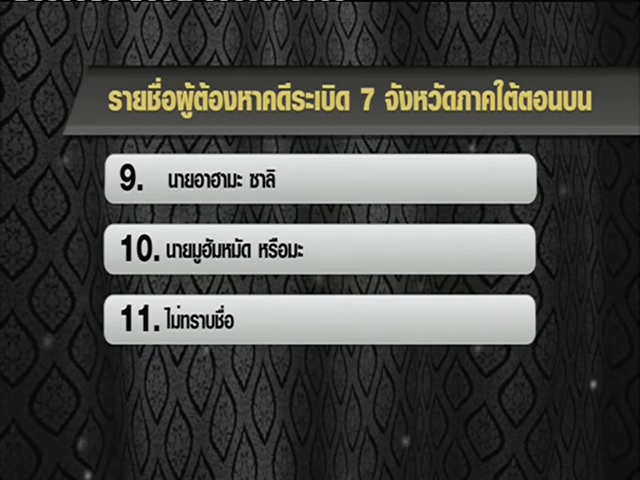 รายชื่อผู้ต้องหาคดีระเบิด 7 จังหวัดภาคใต้ตอนบน
9. นายอาฮามะ ซาลิ
10. นายมูฮัมหมัด หรือมะ
11. ไม่ทราบชื่อ